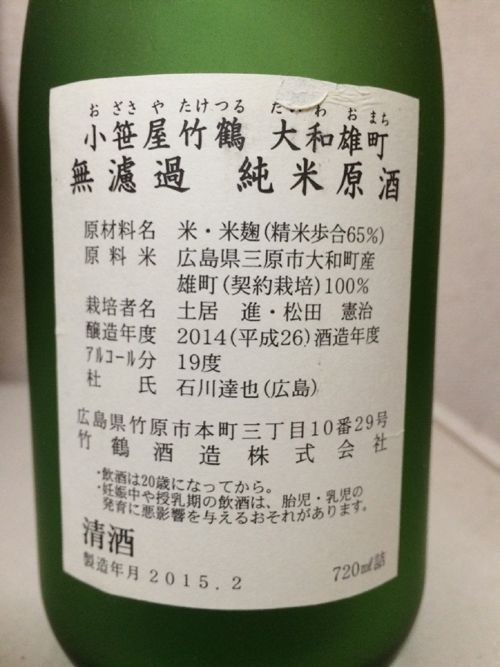 おざさ や たけつる たいわ おまち
小笹屋竹鶴 大和雄町
無濾過 純米原酒
原材料名 米・米麹(精米歩合65%)
原料米 広島県三原市大和町産
雄町(契約栽培)100%
栽培者名 土居 進・松田 憲治
醸造年度 2014(平成26)酒造年度
アルコール分 19度
杜氏 石川達也(広島)
広島県竹原市本町三丁目10番29号
竹鶴酒造株式会社
・飲酒は20歳になってから。
・妊娠中や授乳期の飲酒は、胎児・乳児の
発育に悪影響を与えるおそれがあります。
清酒
製造年月 2015.2
720ml詰